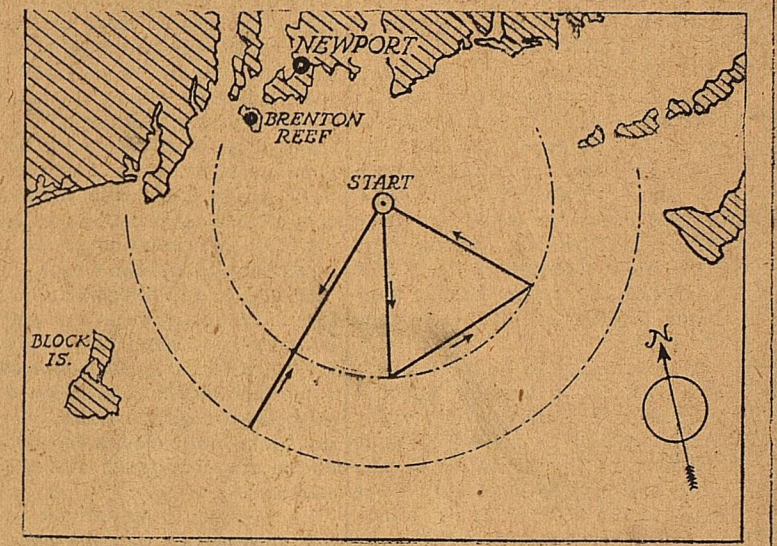 NEWPORT
BRENTON
REEF
START
BLOCK
IS.
N